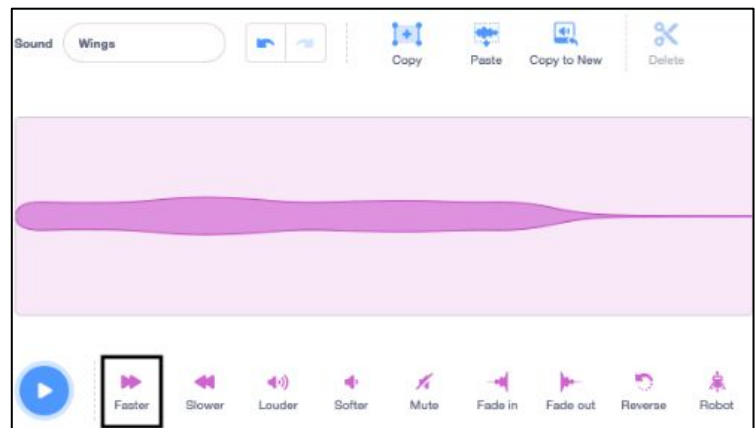 Sound Wings
Copy Paste Copy to New Delete
Faster Slower Louder Softer Mute Fade in Fade out Reverse Robot